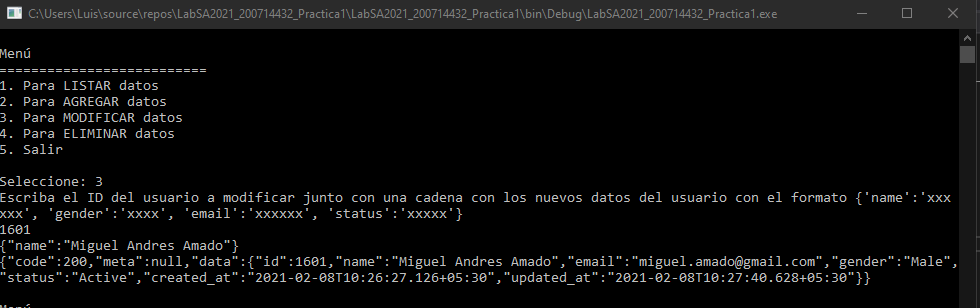 C:\Users\Luis\source\repos\LabSA2021_200714432_Practica1\LabSA2021_200714432_Practica1\bin\Debug\LabSA2021_200714432_Practica1.exe
Menú
==========================
1. Para LISTAR datos
2. Para AGREGAR datos
3. Para MODIFICAR datos
4. Para ELIMINAR datos
5. Salir
Seleccione: 3
Escriba el ID del usuario a modificar junto con una cadena con los nuevos datos del usuario con el formato {'name':'xxx
xxx', 'gender':'xxxx', 'email':'xxxxxx', 'status':'xxxxx'}
1601
{"name":"Miguel Andres Amado"}
{"code":200,"meta":null,"data":{"id":1601,"name":"Miguel Andres Amado","email":"miguel.amado@gmail.com","gender":"Male",
"status":"Active","created_at":"2021-02-08T10:26:27.126+05:30","updated_at":"2021-02-08T10:27:40.628+05:30"}}
Menú